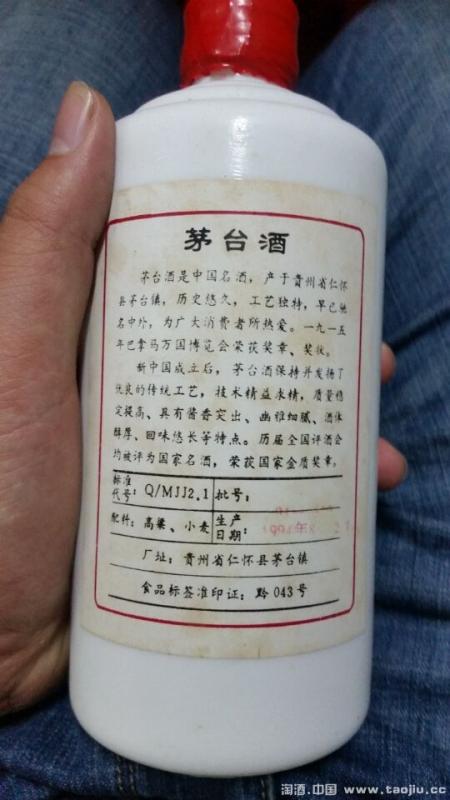 茅台酒
茅台酒是中国名酒，产于贵州省仁怀
县茅台镇，历史悠久，工艺独特，早已驰
名中外，为广大消费者所热爱。一九一五
年巴拿马万国博览会荣获奖章、奖状。
新中国成立后，茅台酒保持并发扬了
优良的传统工艺，技术精益求精，质量稳
定提高、具有酱香突出、幽雅细腻、酒体
醇厚、回味悠长等特点。历届全国评酒会
均被评为国家名酒，荣获国家金质奖章。
标准代号：Q/MJJ2.1 批号：
配料：高粱、小麦 生产日期：
厂址：贵州省仁怀县茅台镇
食品标签准印证：黔 043号
淘酒.中国 www.taojiu.cc